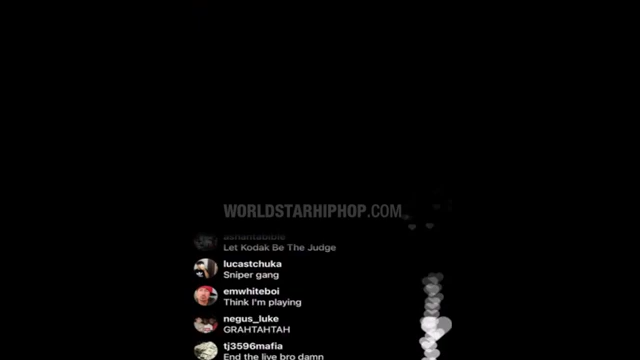 WORLDSTARHIPHOP.COM
ashantabible
Let Kodak Be The Judge
lucastchuka
Sniper gang
emwhiteboi
Think I'm playing
negus_luke
GRAHTAHTAH
tj3596mafia
End the live bro damn